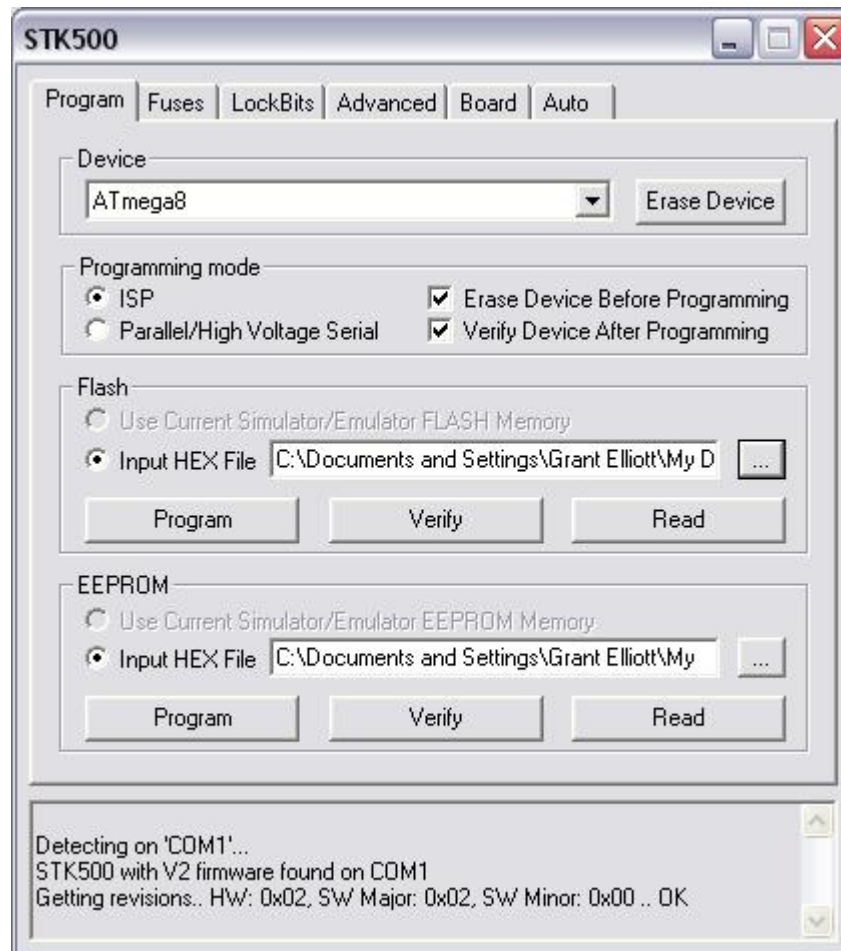 STK500
Program Fuses LockBits Advanced Board Auto
Device
ATmega8 Erase Device
Programming mode
ISP Erase Device Before Programming
Parallel/High Voltage Serial Verify Device After Programming
Flash
Use Current Simulator/Emulator FLASH Memory
Input HEX File C:\Documents and Settings\Grant Elliott\My D ...
Program Verify Read
EEPROM
Use Current Simulator/Emulator EEPROM Memory
Input HEX File C:\Documents and Settings\Grant Elliott\My ...
Program Verify Read
Detecting on 'COM1'...
STK500 with V2 firmware found on COM1
Getting revisions.. HW: 0x02, SW Major: 0x02, SW Minor: 0x00 .. OK